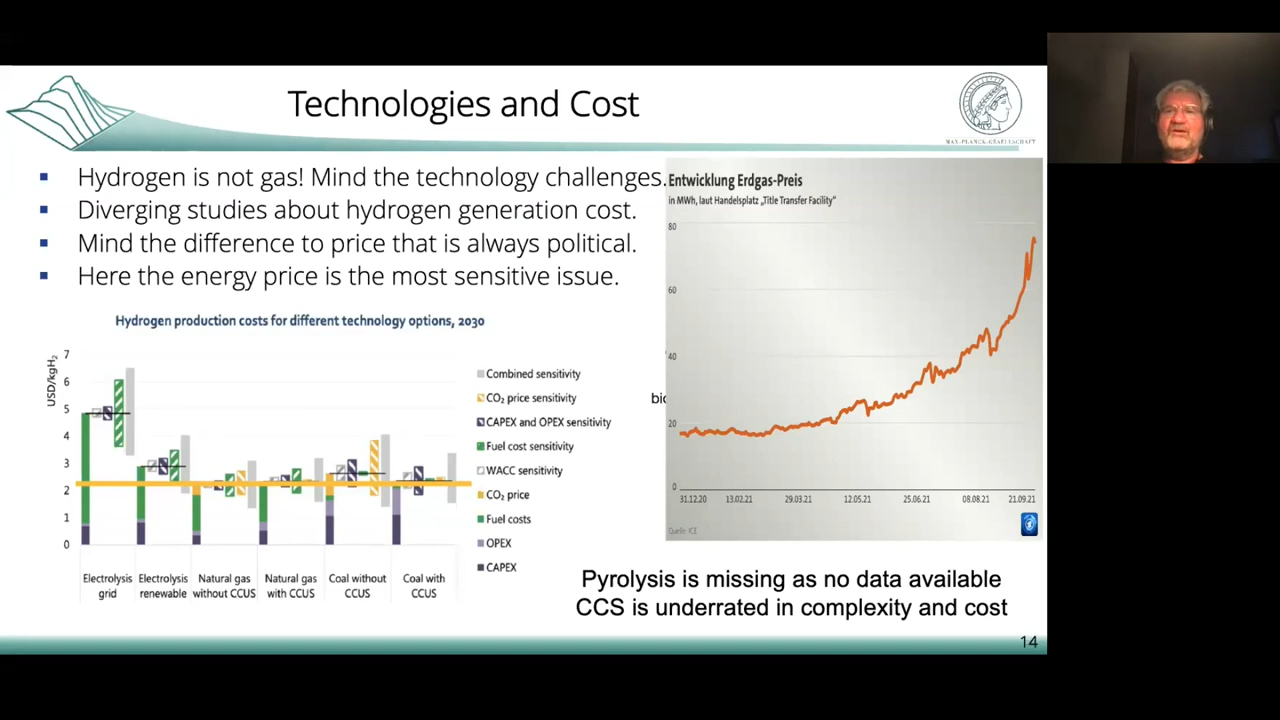 Technologies and Cost
MAX-PLANCK-GESELLSCHAFT
▪ Hydrogen is not gas! Mind the technology challenges.
▪ Diverging studies about hydrogen generation cost.
▪ Mind the difference to price that is always political.
▪ Here the energy price is the most sensitive issue.
Hydrogen production costs for different technology options, 2030
USD/kgH₂
7
6
5
4
3
2
1
0
Electrolysis grid
Electrolysis renewable
Natural gas without CCUS
Natural gas with CCUS
Coal without CCUS
Coal with CCUS
Combined sensitivity
CO₂ price sensitivity
CAPEX and OPEX sensitivity
Fuel cost sensitivity
WACC sensitivity
CO₂ price
Fuel costs
OPEX
CAPEX
bio
Entwicklung Erdgas-Preis
in MWh, laut Handelsplatz „Title Transfer Facility"
80
60
40
20
0
31.12.20 13.02.21 29.03.21 12.05.21 25.06.21 08.08.21 21.09.21
Quelle: ICE
Pyrolysis is missing as no data available
CCS is underrated in complexity and cost
14